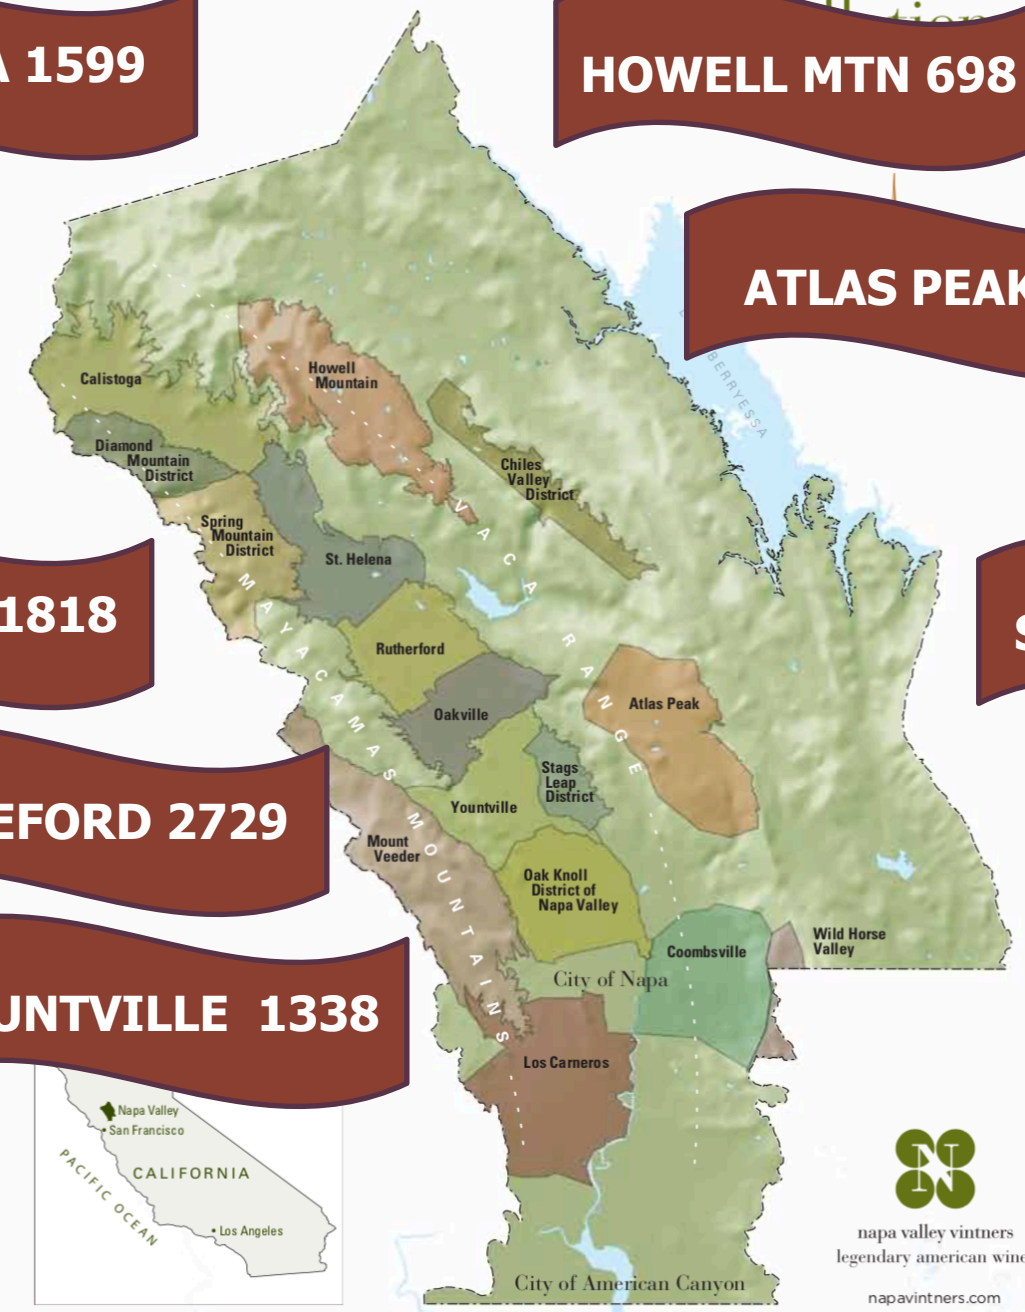 A 1599
HOWELL MTN 698
ATLAS PEAK
BERRYESSA
Calistoga
Howell
Mountain
Diamond
Mountain
District
Chiles
Valley
District
Spring
Mountain
District
St. Helena
VACA RANGE
MAYACAMAS MOUNTAINS
1818
S
Rutherford
Oakville
Atlas Peak
Stags
Leap
District
Yountville
EFORD 2729
Mount
Veeder
Oak Knoll
District of
Napa Valley
Coombsville
Wild Horse
Valley
City of Napa
UNTVILLE  1338
Los Carneros
Napa Valley
San Francisco
CALIFORNIA
PACIFIC OCEAN
Los Angeles
N
napa valley vintners
legendary american wine
City of American Canyon
napavintners.com